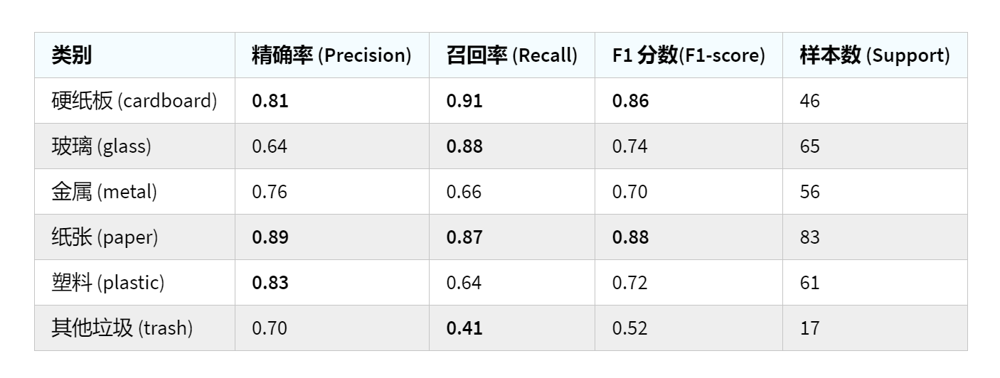 类别 精确率 (Precision) 召回率 (Recall) F1 分数(F1-score) 样本数 (Support)
硬纸板 (cardboard) 0.81 0.91 0.86 46
玻璃 (glass) 0.64 0.88 0.74 65
金属 (metal) 0.76 0.66 0.70 56
纸张 (paper) 0.89 0.87 0.88 83
塑料 (plastic) 0.83 0.64 0.72 61
其他垃圾 (trash) 0.70 0.41 0.52 17